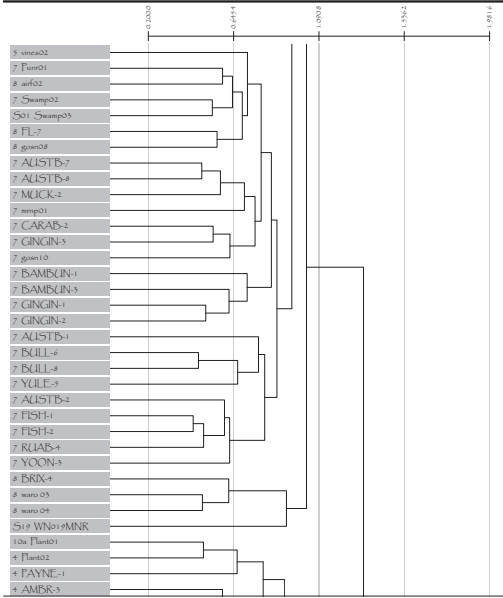 0.2000 0.6454 1.0908 1.5362 1.9816
5 vines02
7 Punr01
8 airf02
7 Swamp02
S01 Swamp03
8 FL-7
8 gosn08
7 AUSTB-7
7 AUSTB-8
7 MUCK-2
7 mmp01
7 CARAB-2
7 GINGIN-3
7 gosn10
7 BAMBUN-1
7 BAMBUN-3
7 GINGIN-1
7 GINGIN-2
7 AUSTB-1
7 BULL-6
7 BULL-8
7 YULE-5
7 AUSTB-2
7 FISH-1
7 FISH-2
7 RUAB-4
7 YOON-3
8 BRIX-4
8 waro 03
8 waro 04
S19 WNo19MNR
10a Plant01
4 Plant02
4 PAYNE-1
4 AMBR-3